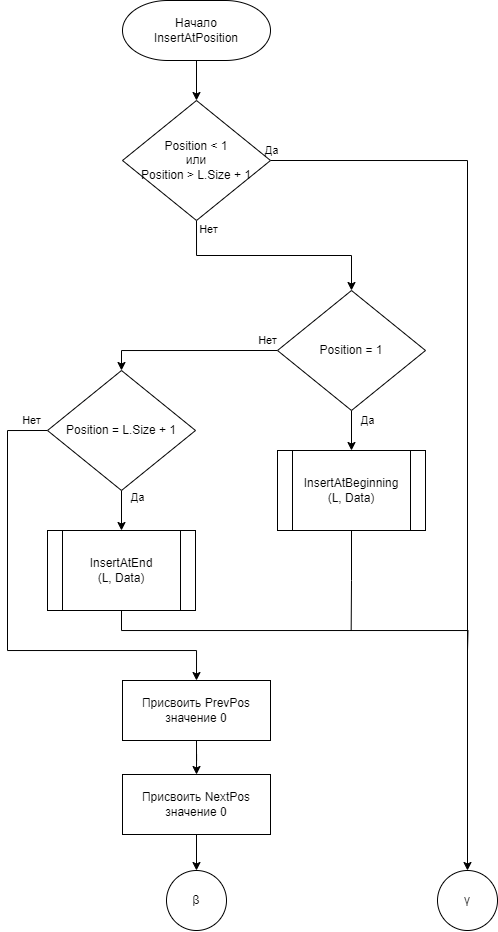 Начало
InsertAtPosition
Position < 1
или
Position > L.Size + 1
Да
Нет
Position = 1
Нет
Да
Position = L.Size + 1
Нет
Да
InsertAtBeginning
(L, Data)
InsertAtEnd
(L, Data)
Присвоить PrevPos
значение 0
Присвоить NextPos
значение 0
β
γ